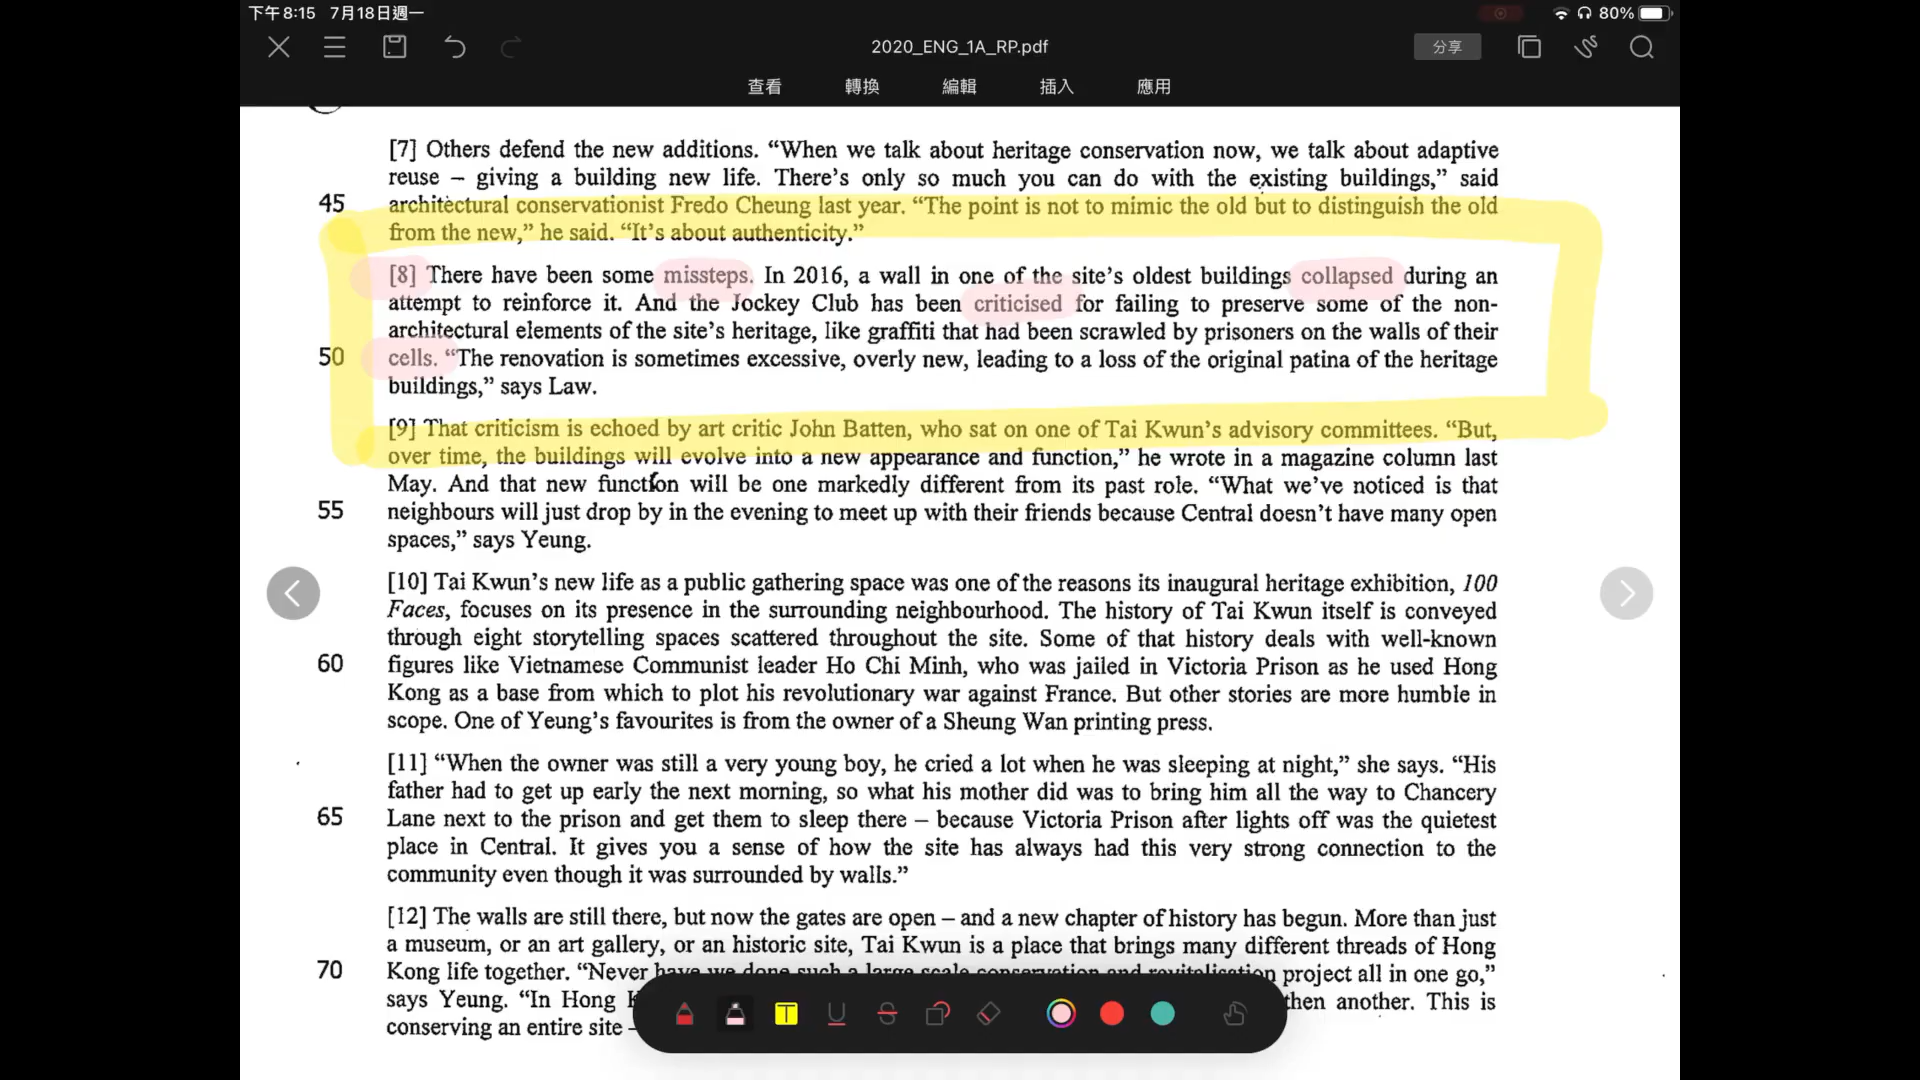 下午8:15 7月18日週一
80%
2020_ENG_1A_RP.pdf
分享
查看 轉換 編輯 插入 應用
[7] Others defend the new additions. “When we talk about heritage conservation now, we talk about adaptive
reuse – giving a building new life. There’s only so much you can do with the existing buildings,” said
45 architectural conservationist Fredo Cheung last year. “The point is not to mimic the old but to distinguish the old
from the new,” he said. “It’s about authenticity.”
[8] There have been some missteps. In 2016, a wall in one of the site’s oldest buildings collapsed during an
attempt to reinforce it. And the Jockey Club has been criticised for failing to preserve some of the non-
architectural elements of the site’s heritage, like graffiti that had been scrawled by prisoners on the walls of their
50 cells. “The renovation is sometimes excessive, overly new, leading to a loss of the original patina of the heritage
buildings,” says Law.
[9] That criticism is echoed by art critic John Batten, who sat on one of Tai Kwun’s advisory committees. “But,
over time, the buildings will evolve into a new appearance and function,” he wrote in a magazine column last
May. And that new function will be one markedly different from its past role. “What we’ve noticed is that
55 neighbours will just drop by in the evening to meet up with their friends because Central doesn’t have many open
spaces,” says Yeung.
[10] Tai Kwun’s new life as a public gathering space was one of the reasons its inaugural heritage exhibition, 100
Faces, focuses on its presence in the surrounding neighbourhood. The history of Tai Kwun itself is conveyed
through eight storytelling spaces scattered throughout the site. Some of that history deals with well-known
60 figures like Vietnamese Communist leader Ho Chi Minh, who was jailed in Victoria Prison as he used Hong
Kong as a base from which to plot his revolutionary war against France. But other stories are more humble in
scope. One of Yeung’s favourites is from the owner of a Sheung Wan printing press.
[11] “When the owner was still a very young boy, he cried a lot when he was sleeping at night,” she says. “His
father had to get up early the next morning, so what his mother did was to bring him all the way to Chancery
65 Lane next to the prison and get them to sleep there – because Victoria Prison after lights off was the quietest
place in Central. It gives you a sense of how the site has always had this very strong connection to the
community even though it was surrounded by walls.”
[12] The walls are still there, but now the gates are open – and a new chapter of history has begun. More than just
a museum, or an art gallery, or an historic site, Tai Kwun is a place that brings many different threads of Hong
70 Kong life together. “Never have we done such a large scale conservation and revitalisation project all in one go,”
says Yeung. “In Hong then another. This is
conserving an entire site –